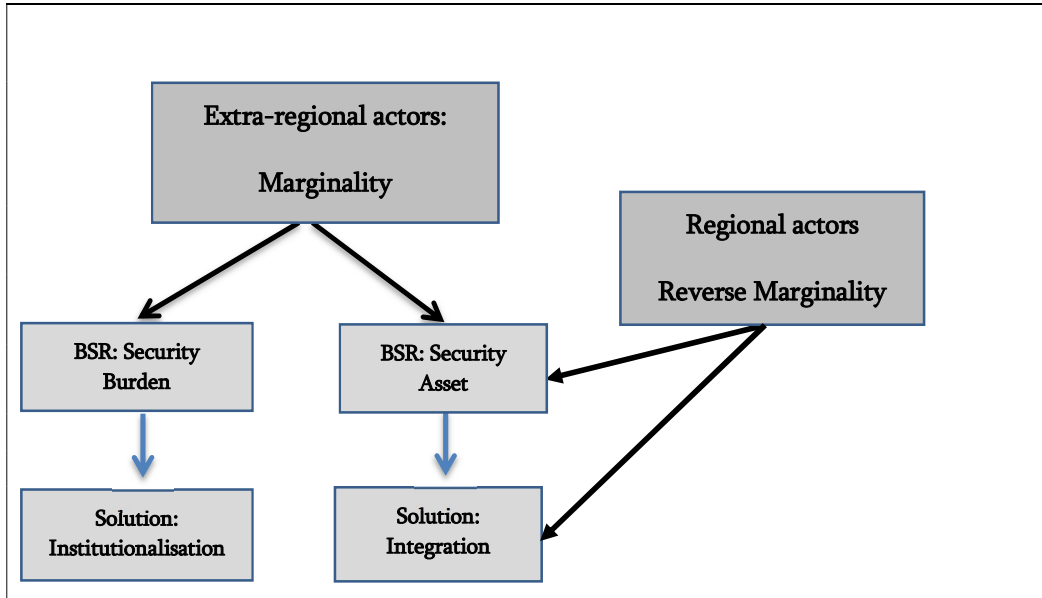 Extra-regional actors:
Marginality
Regional actors
Reverse Marginality
BSR: Security
Burden
BSR: Security
Asset
Solution:
Institutionalisation
Solution:
Integration